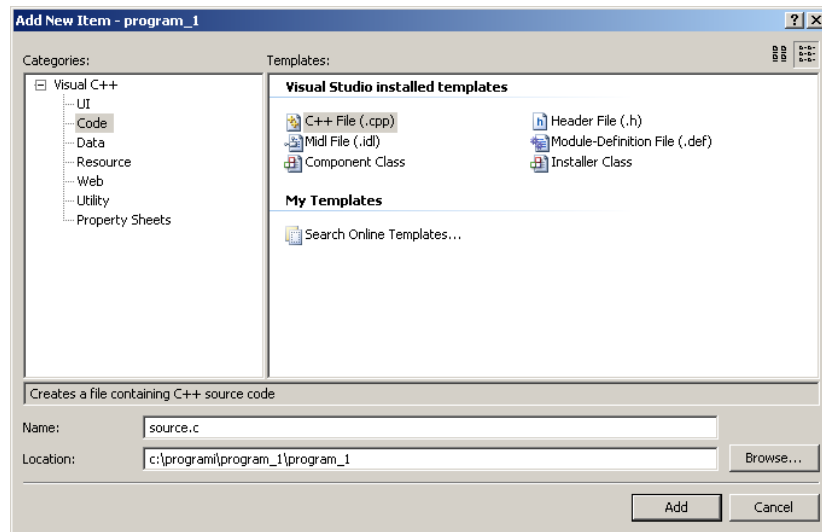 Add New Item - program_1
Categories:
Templates:
Visual C++
UI
Code
Data
Resource
Web
Utility
Property Sheets
Visual Studio installed templates
C++ File (.cpp)
Header File (.h)
Midl File (.idl)
Module-Definition File (.def)
Component Class
Installer Class
My Templates
Search Online Templates...
Creates a file containing C++ source code
Name:
source.c
Location:
c:\programi\program_1\program_1
Browse...
Add
Cancel